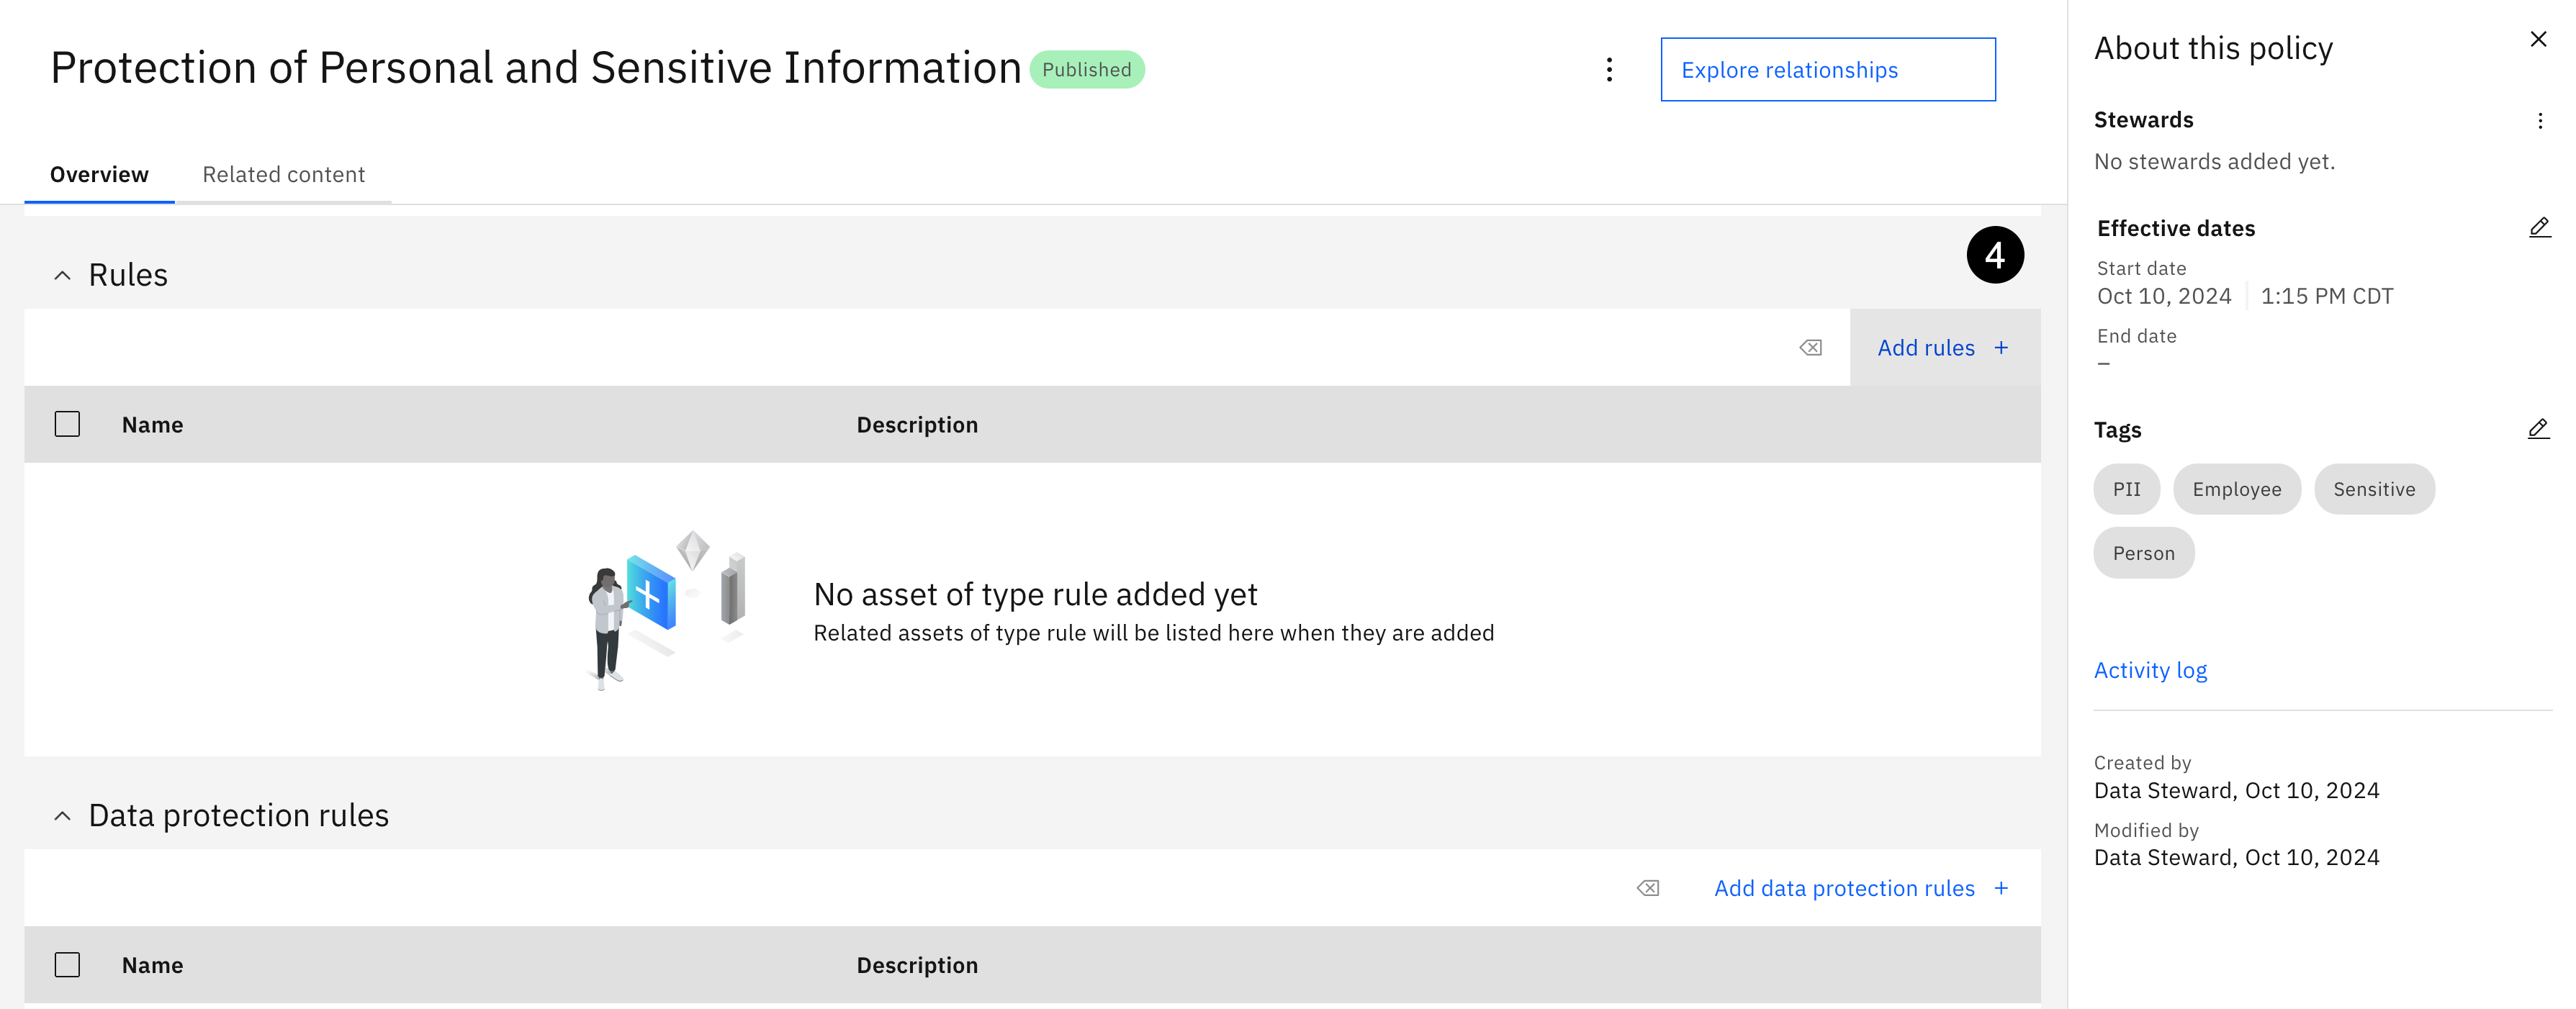 Protection of Personal and Sensitive Information Published
Explore relationships
Overview Related content
4
Rules
Add rules +
Name Description
No asset of type rule added yet
Related assets of type rule will be listed here when they are added
Data protection rules
Add data protection rules +
Name Description
About this policy
Stewards
No stewards added yet.
Effective dates
Start date
Oct 10, 2024 1:15 PM CDT
End date
–
Tags
PII Employee Sensitive
Person
Activity log
Created by
Data Steward, Oct 10, 2024
Modified by
Data Steward, Oct 10, 2024